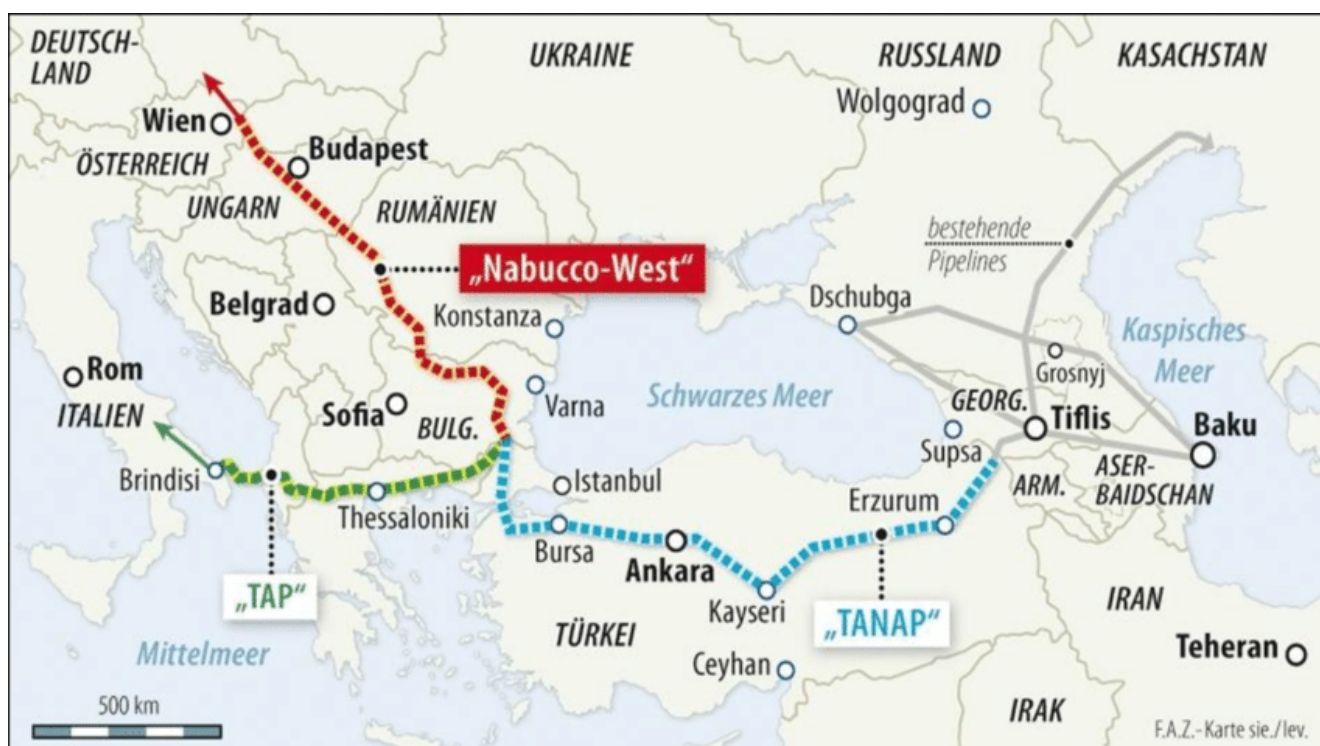 DEUTSCH-
LAND
UKRAINE
RUSSLAND
KASACHSTAN
Wolgograd
Wien
Budapest
ÖSTERREICH
UNGARN
RUMÄNIEN
bestehende
Pipelines
„Nabucco-West“
Dschubga
Belgrad
Konstanza
Kaspisches
Meer
Grosnyj
Rom
Schwarzes Meer
Varna
ITALIEN
Sofia
BULG.
GEORG.
Tiflis
Baku
Supsa
Brindisi
Istanbul
ASER-
BAIDSCHAN
ARM.
Erzurum
Thessaloniki
Bursa
Ankara
Kayseri
„TAP“
„TANAP“
IRAN
TÜRKEI
Mittelmeer
Ceyhan
Teheran
500 km
IRAK
F.A.Z.-Karte sie./lev.